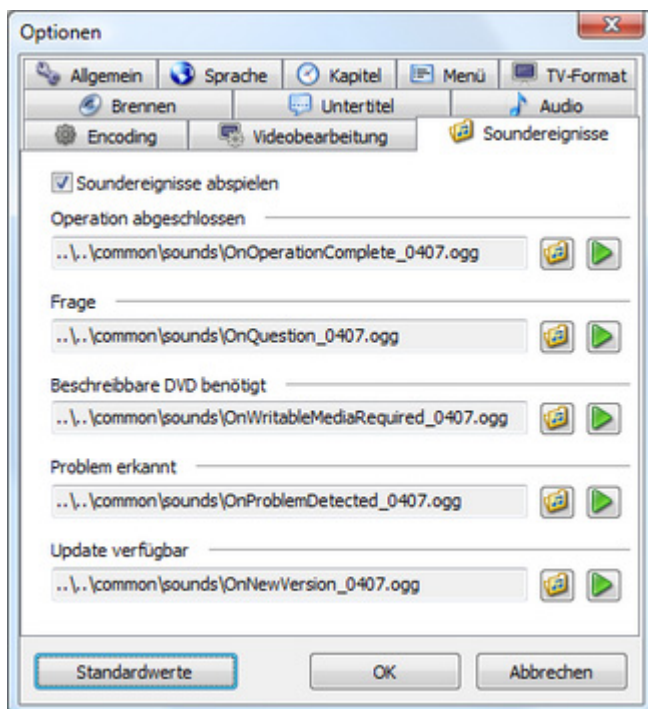 Optionen
Allgemein Sprache Kapitel Menü TV-Format
Brennen Untertitel Audio
Encoding Videobearbeitung Soundereignisse
Soundereignisse abspielen
Operation abgeschlossen
..\..\common\sounds\OnOperationComplete_0407.ogg
Frage
..\..\common\sounds\OnQuestion_0407.ogg
Beschreibbare DVD benötigt
..\..\common\sounds\OnWritableMediaRequired_0407.ogg
Problem erkannt
..\..\common\sounds\OnProblemDetected_0407.ogg
Update verfügbar
..\..\common\sounds\OnNewVersion_0407.ogg
Standardwerte OK Abbrechen